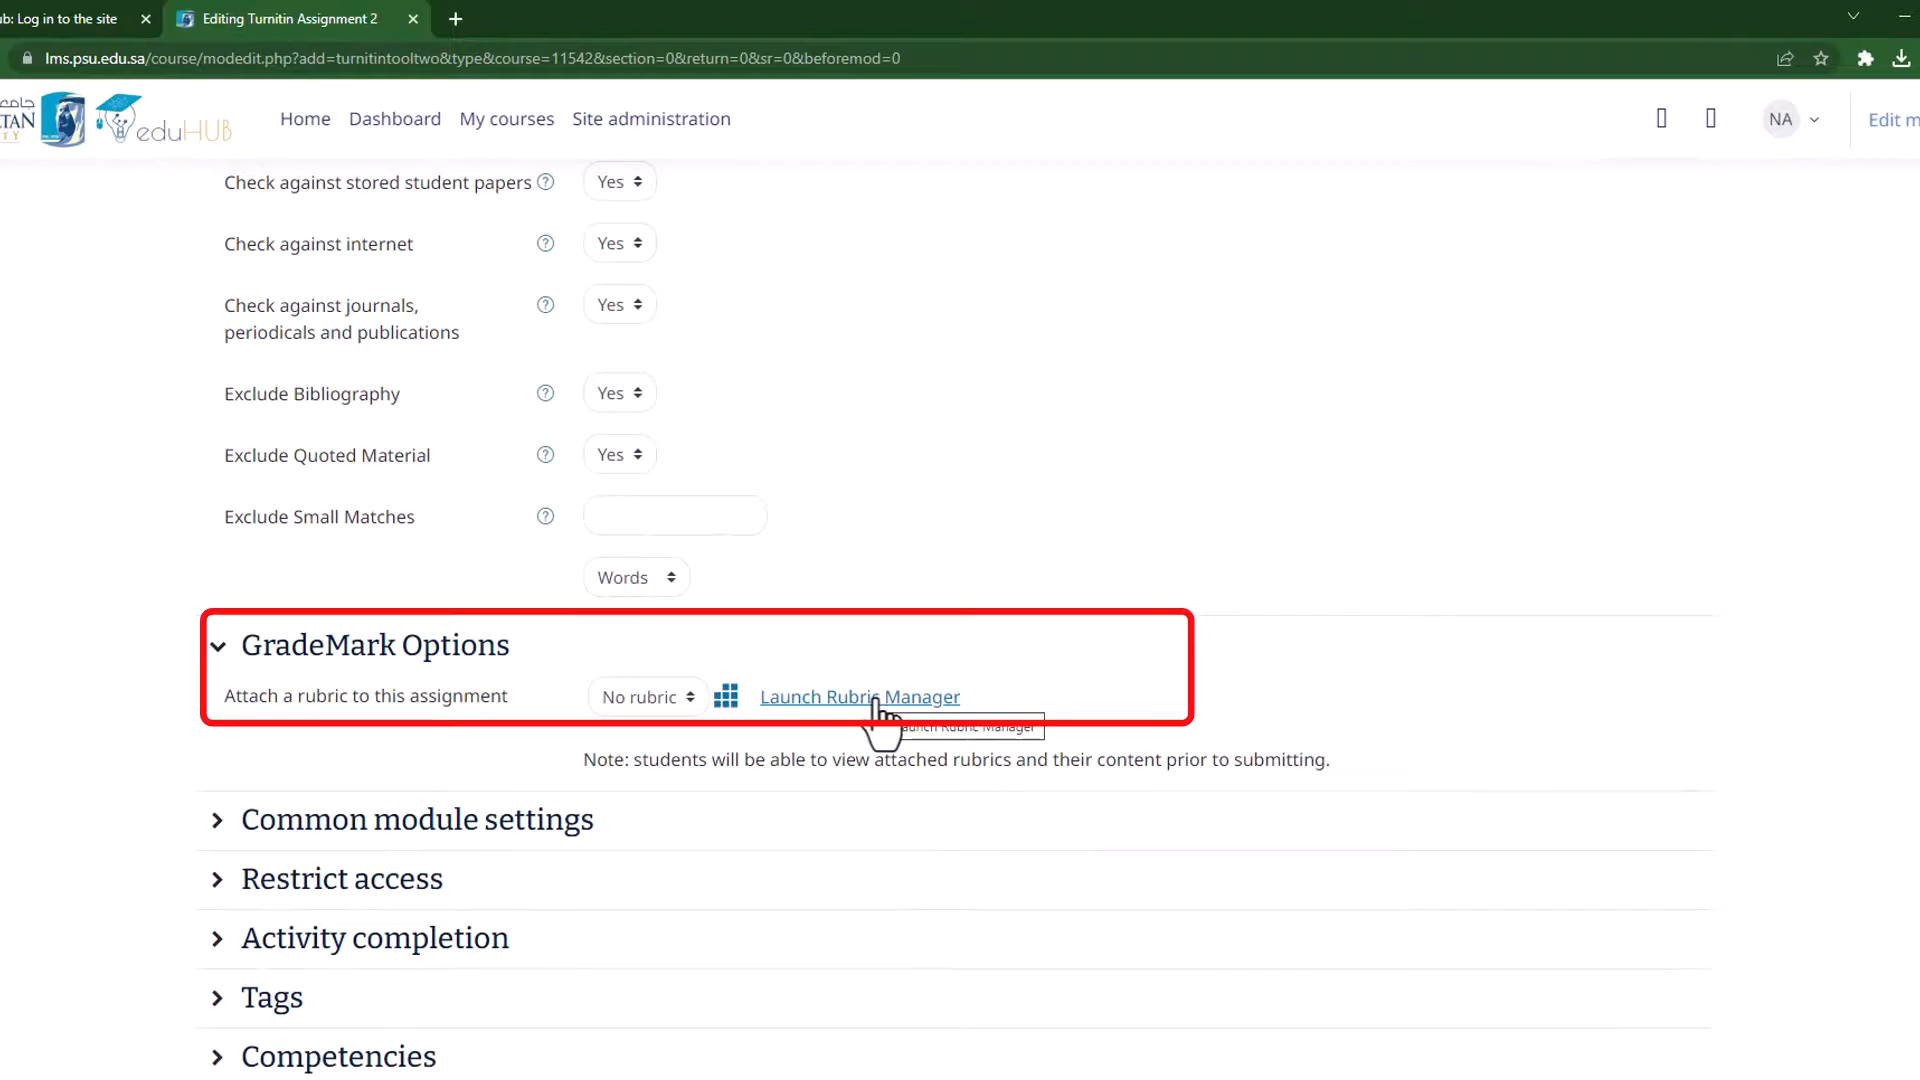 ub: Log in to the site
Editing Turnitin Assignment 2
lms.psu.edu.sa/course/modedit.php?add=turnitintooltwo&type&course=11542&section=0&return=0&sr=0&beforemod=0
eduHUB
Home Dashboard My courses Site administration
NA
Edit m
Check against stored student papers ? Yes
Check against internet ? Yes
Check against journals,
periodicals and publications ? Yes
Exclude Bibliography ? Yes
Exclude Quoted Material ? Yes
Exclude Small Matches ?
Words
GradeMark Options
Attach a rubric to this assignment No rubric Launch Rubric Manager
Launch Rubric Manager
Note: students will be able to view attached rubrics and their content prior to submitting.
Common module settings
Restrict access
Activity completion
Tags
Competencies